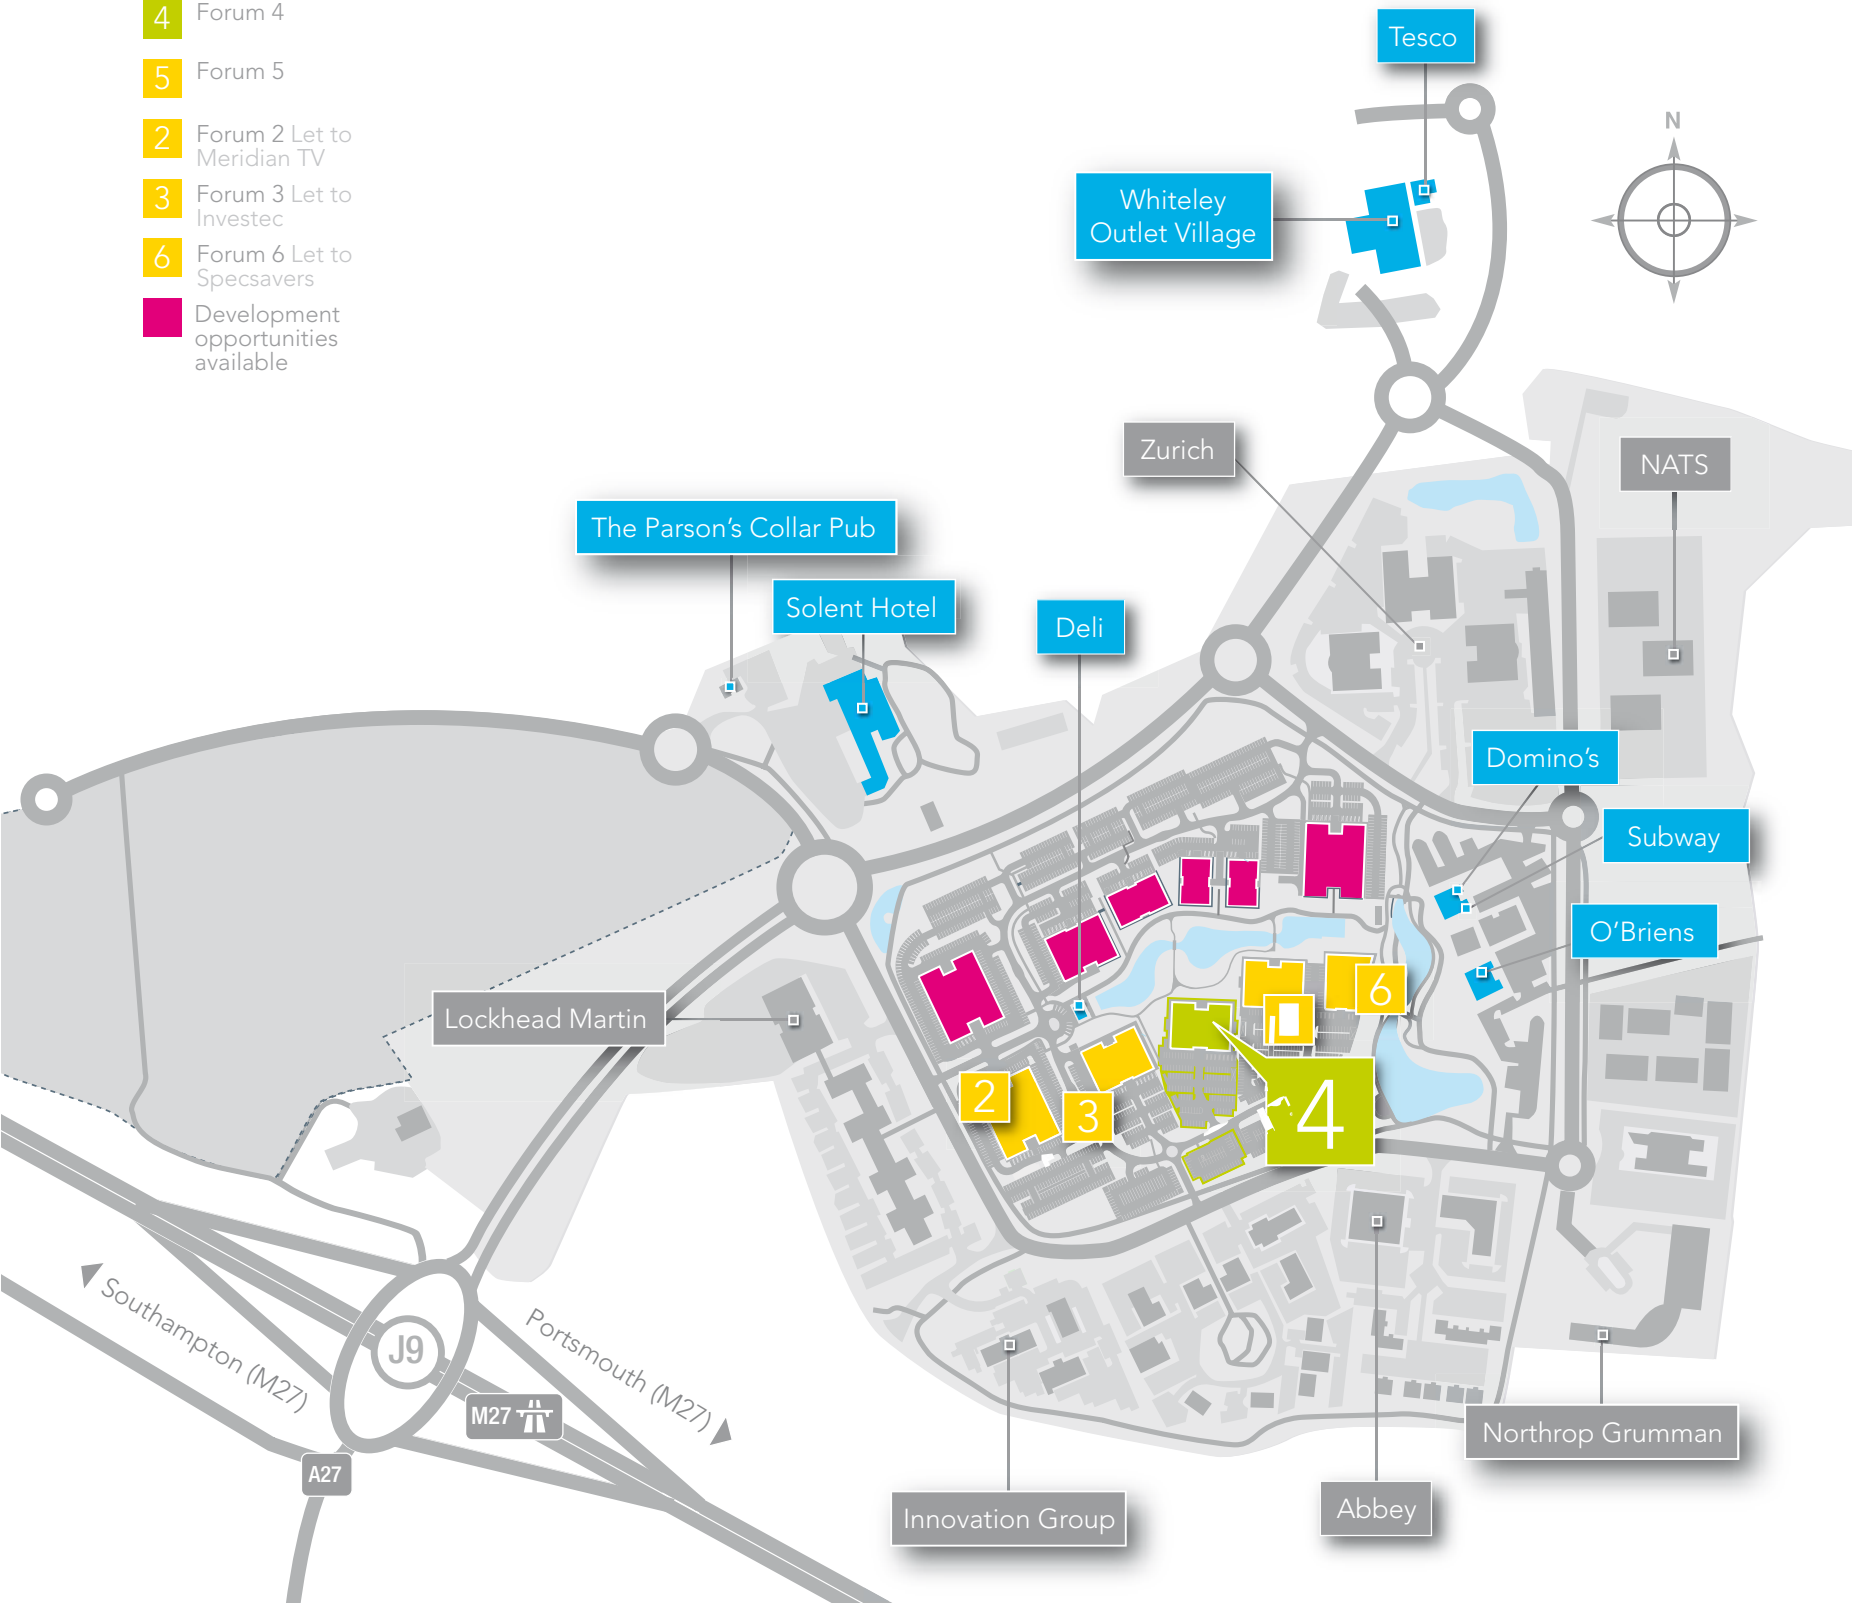 4 Forum 4
5 Forum 5
2 Forum 2 Let to
Meridian TV
3 Forum 3 Let to
Investec
6 Forum 6 Let to
Specsavers
Development
opportunities
available
Tesco
N
Whiteley
Outlet Village
Zurich
NATS
The Parson’s Collar Pub
Solent Hotel
Deli
Domino’s
Subway
O’Briens
Lockhead Martin
6
2
3
4
Southampton (M27)
Portsmouth (M27)
J9
M27
A27
Northrop Grumman
Innovation Group
Abbey